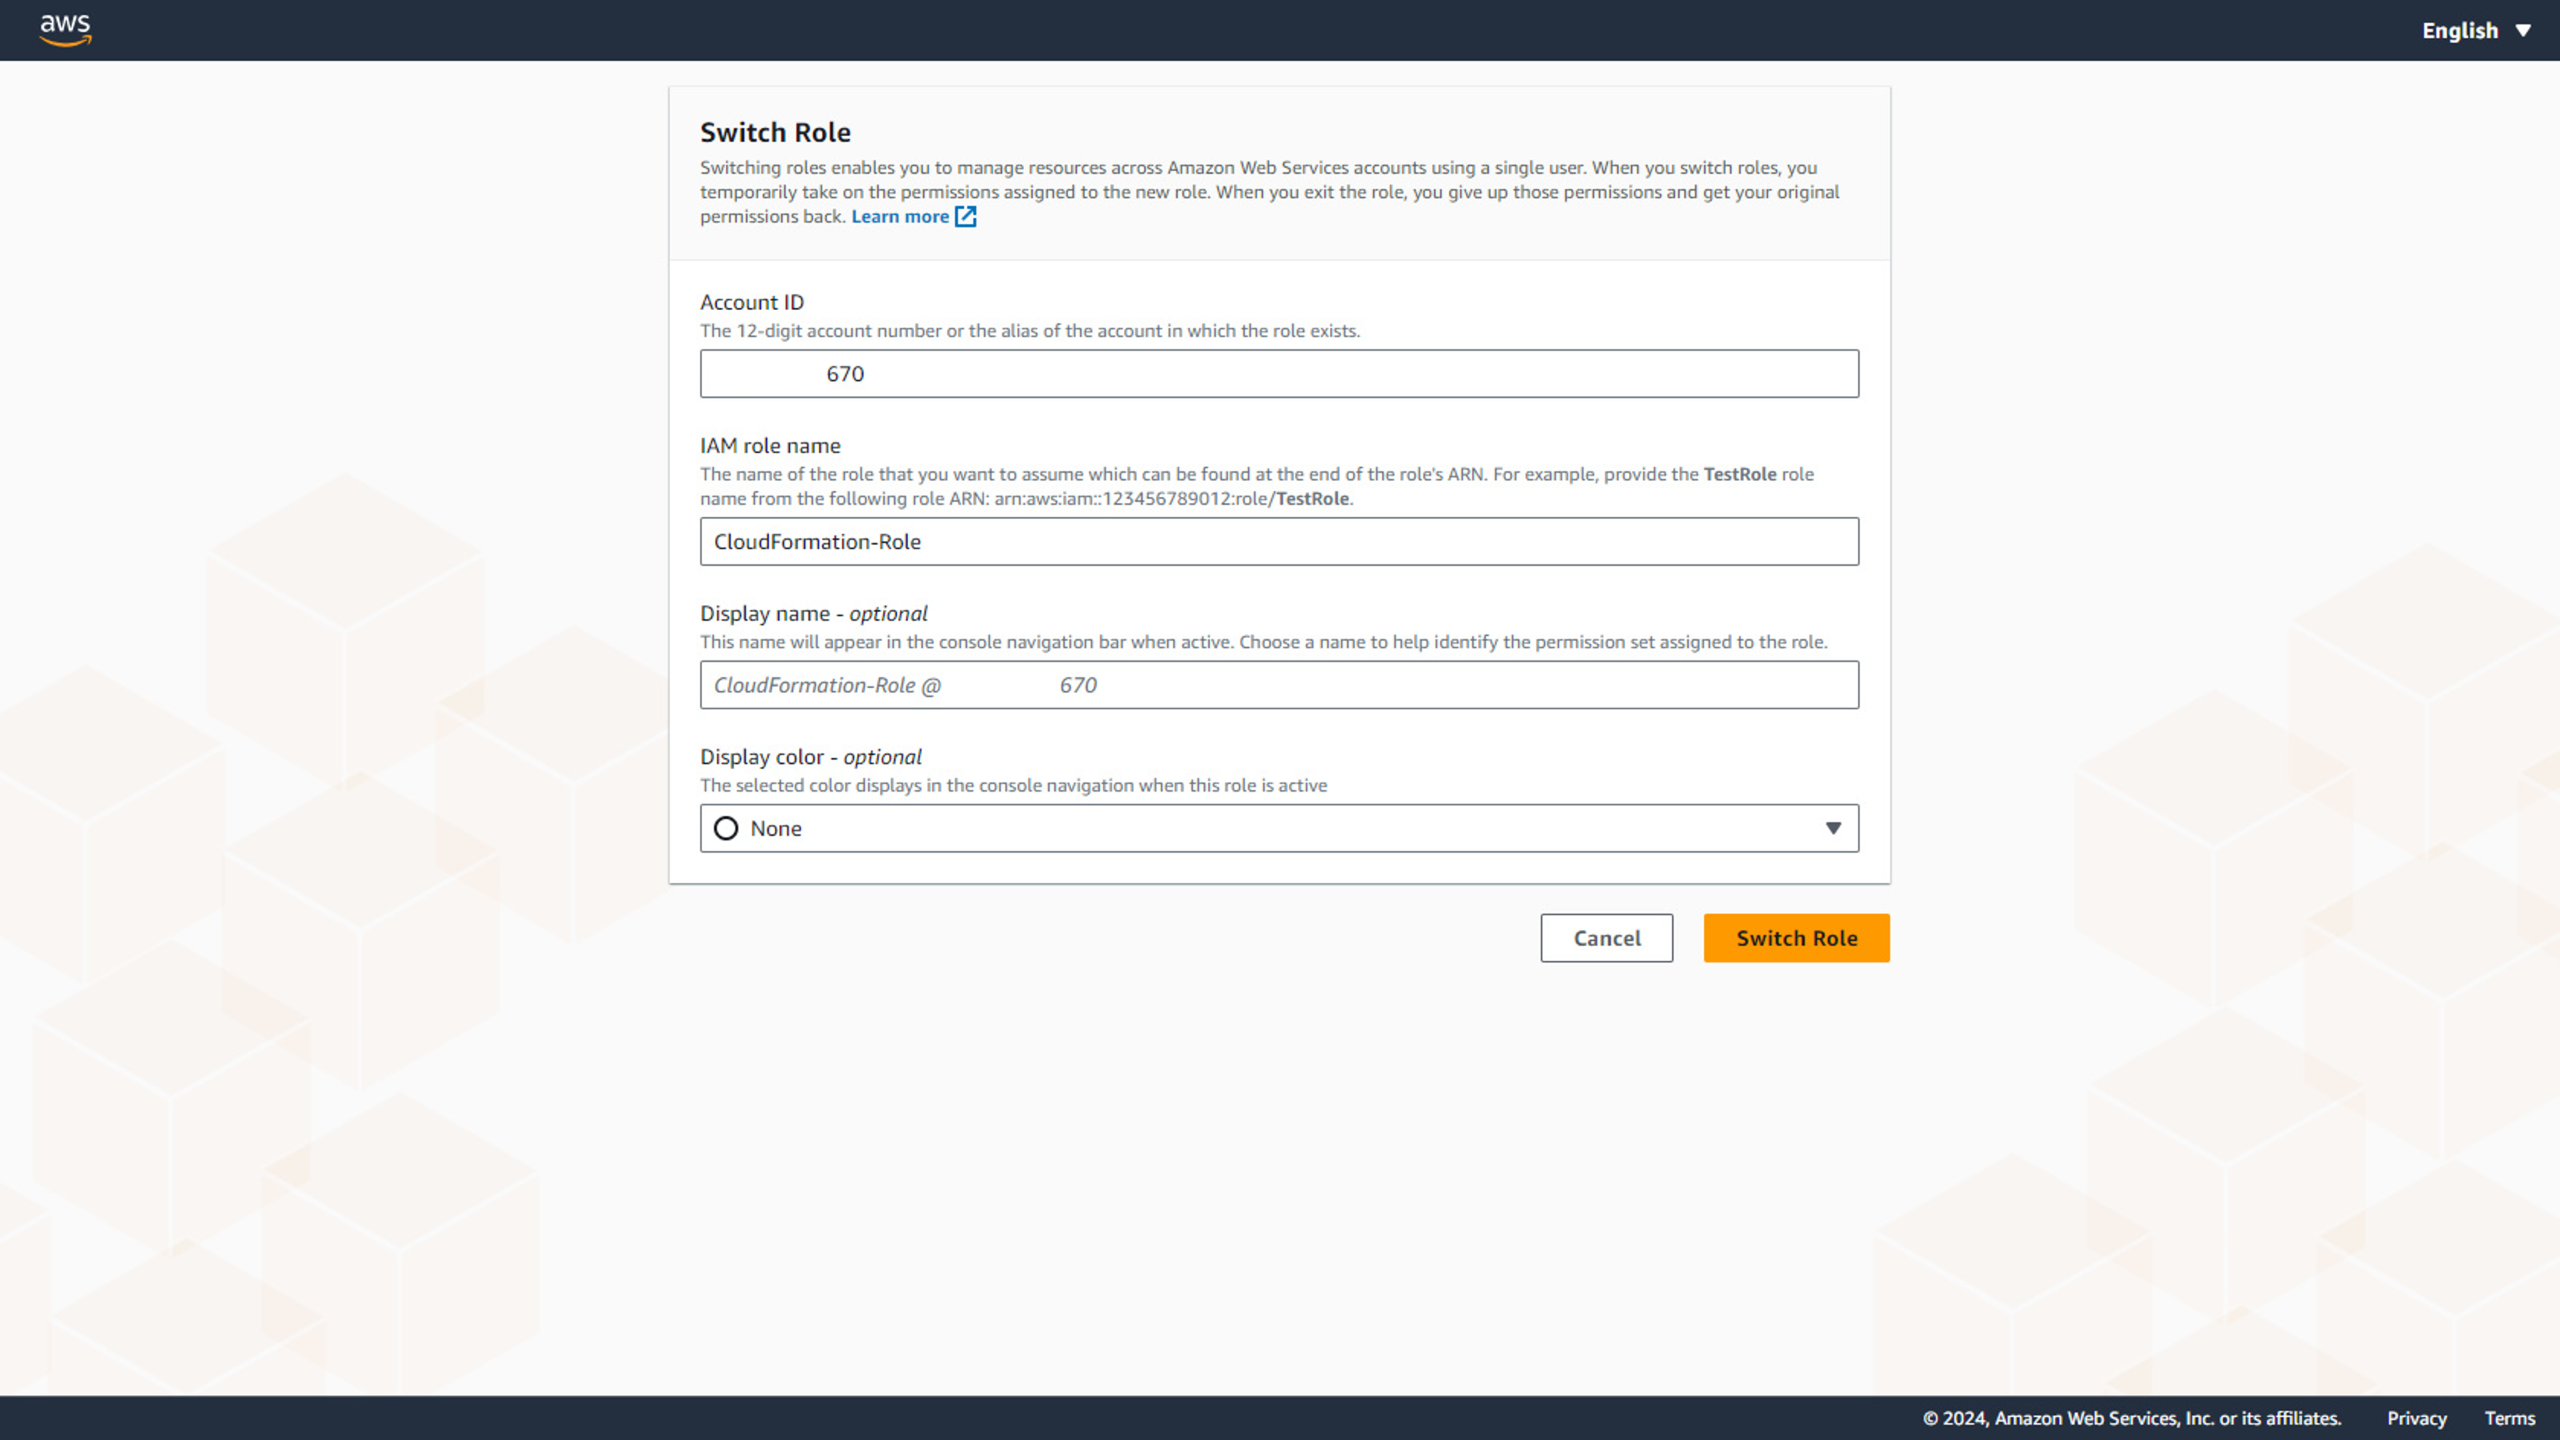 aws
English
Switch Role
Switching roles enables you to manage resources across Amazon Web Services accounts using a single user. When you switch roles, you
temporarily take on the permissions assigned to the new role. When you exit the role, you give up those permissions and get your original
permissions back. Learn more
Account ID
The 12-digit account number or the alias of the account in which the role exists.
670
IAM role name
The name of the role that you want to assume which can be found at the end of the role's ARN. For example, provide the TestRole role
name from the following role ARN: arn:aws:iam::123456789012:role/TestRole.
CloudFormation-Role
Display name - optional
This name will appear in the console navigation bar when active. Choose a name to help identify the permission set assigned to the role.
CloudFormation-Role @ 670
Display color - optional
The selected color displays in the console navigation when this role is active
None
Cancel
Switch Role
© 2024, Amazon Web Services, Inc. or its affiliates.
Privacy
Terms